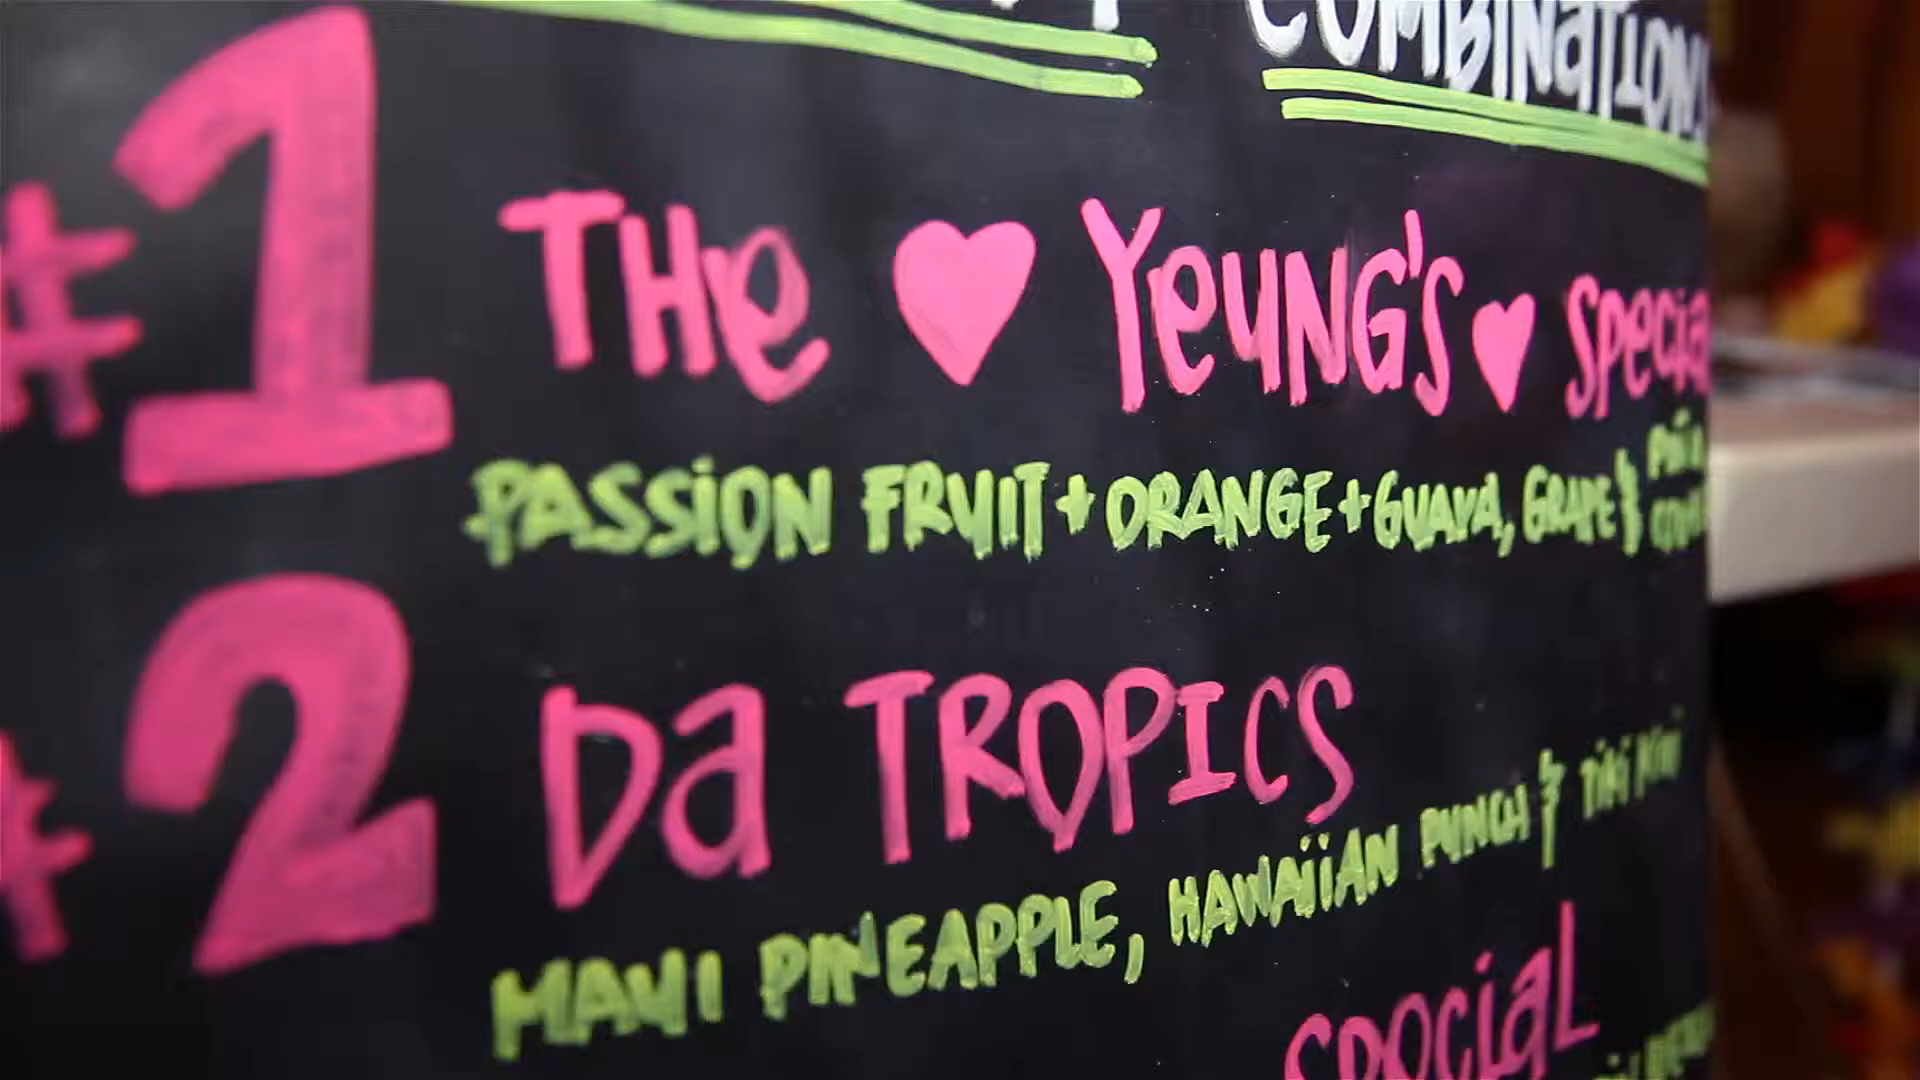 COMBINATIONS
#1 THe ♥ YeUNG'S ♥ Special
PASSiON FRUIT + ORANGE + GUAVA, GRAPE &
#2 Da TROPICS
MAUI PINEAPPLE, HAWAiiAN PUNCH & TIKI KIWI
SpeciaL